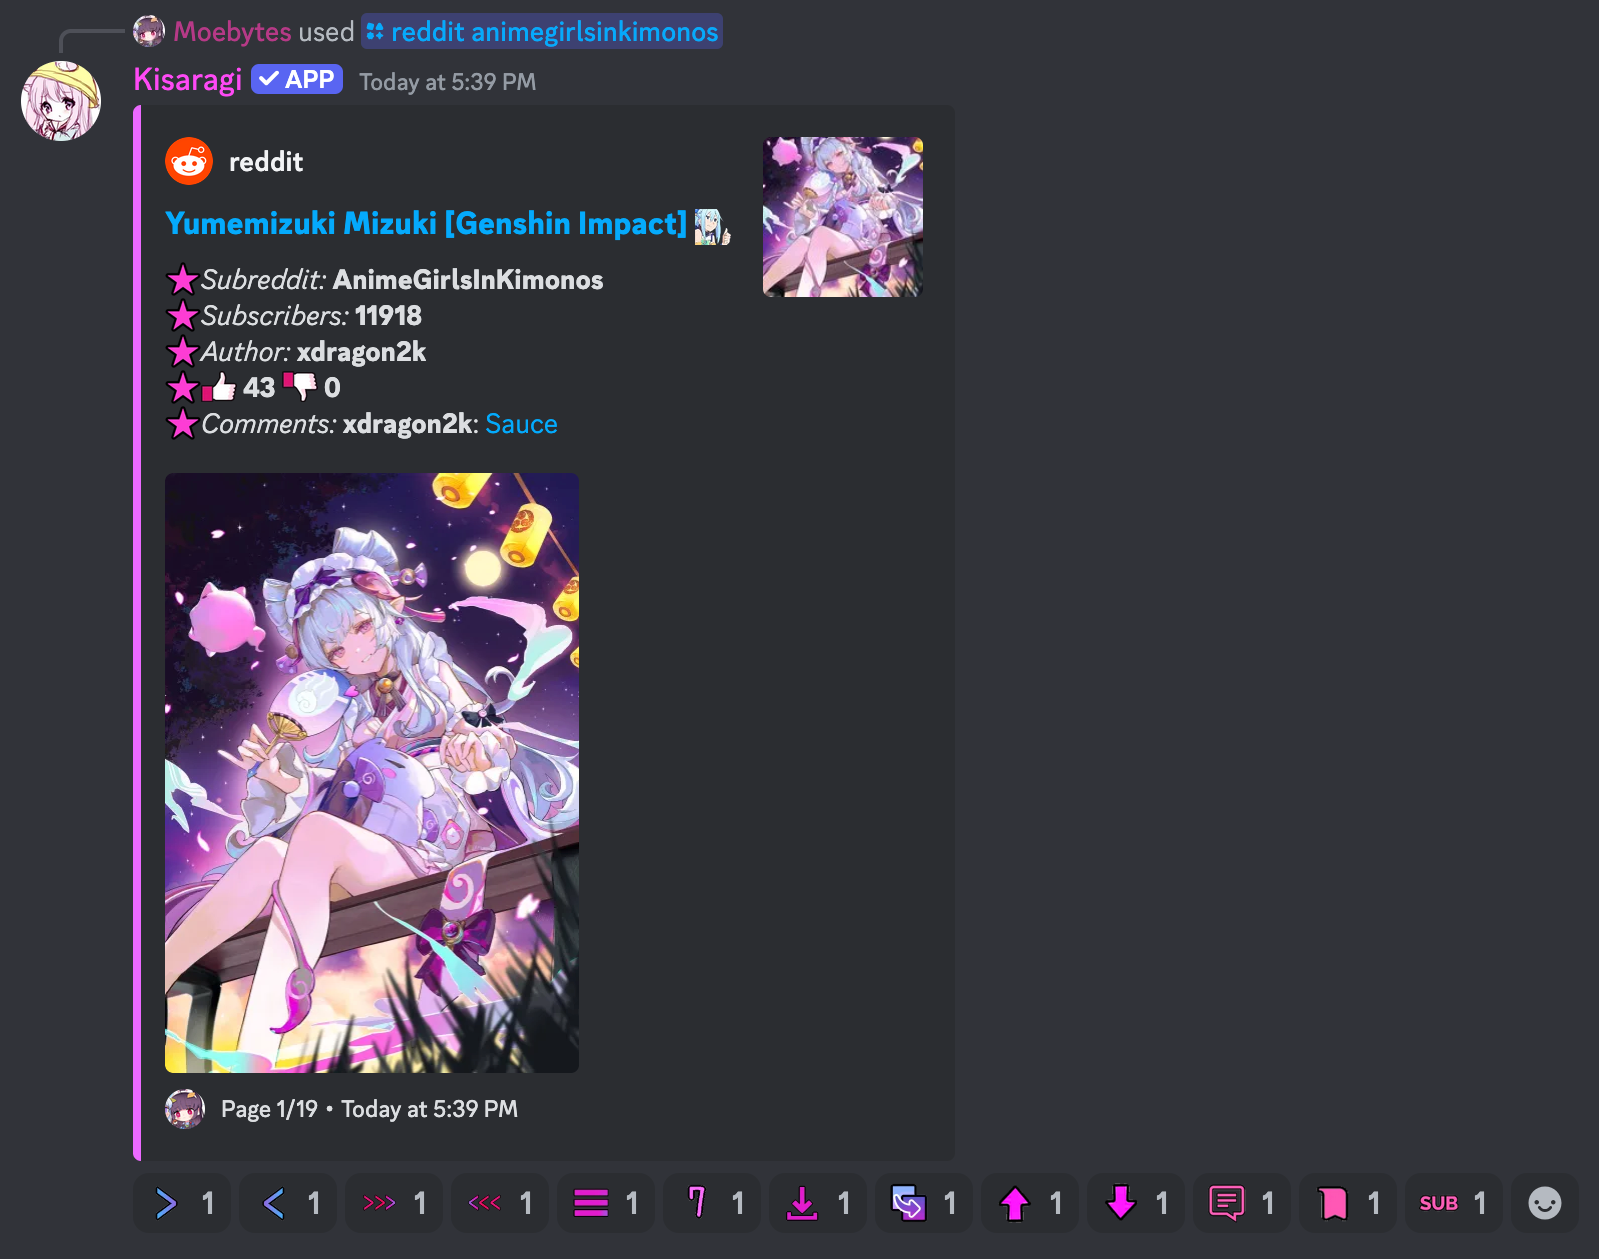 Moebytes used reddit animegirlsinkimonos
Kisaragi APP Today at 5:39 PM
reddit
Yumemizuki Mizuki [Genshin Impact]
Subreddit: AnimeGirlsInKimonos
Subscribers: 11918
Author: xdragon2k
43 0
Comments: xdragon2k: Sauce
Page 1/19 • Today at 5:39 PM
1 1 1 1 1 1 1 1 1 1 1 1 SUB 1